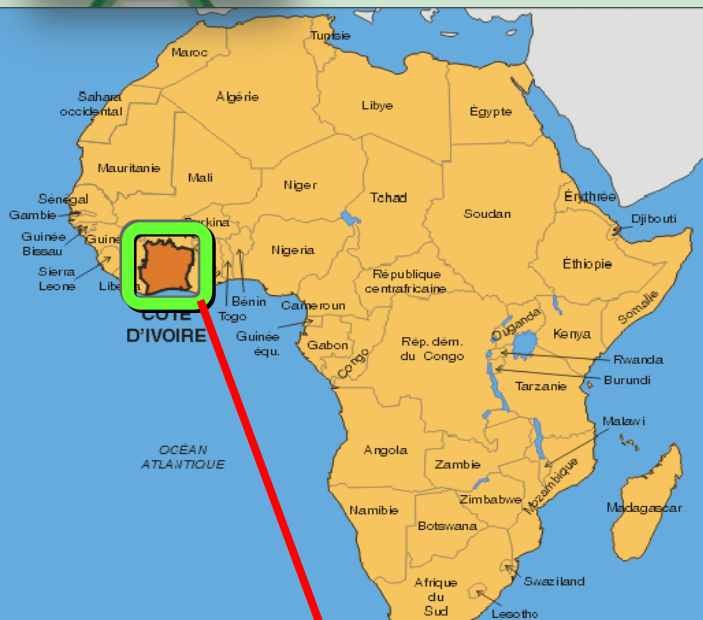 Tunisie
Maroc
Algérie
Libye
Égypte
Sahara
occidental
Mauritanie
Mali
Niger
Tchad
Soudan
Érythrée
Djibouti
Sénégal
Gambie
Guinée
Bissau
Sierra
Leone
Burkina
Nigeria
Éthiopie
Somalie
République
centrafricaine
Bénin
Togo
Cameroun
CÔTE
D'IVOIRE
Guinée
équ.
Gabon
Congo
Rép. dém.
du Congo
Ouganda
Kenya
Rwanda
Burundi
Tanzanie
Malawi
OCÉAN
ATLANTIQUE
Angola
Zambie
Mozambique
Zimbabwe
Madagascar
Namibie
Botswana
Afrique
du
Sud
Swaziland
Lesotho